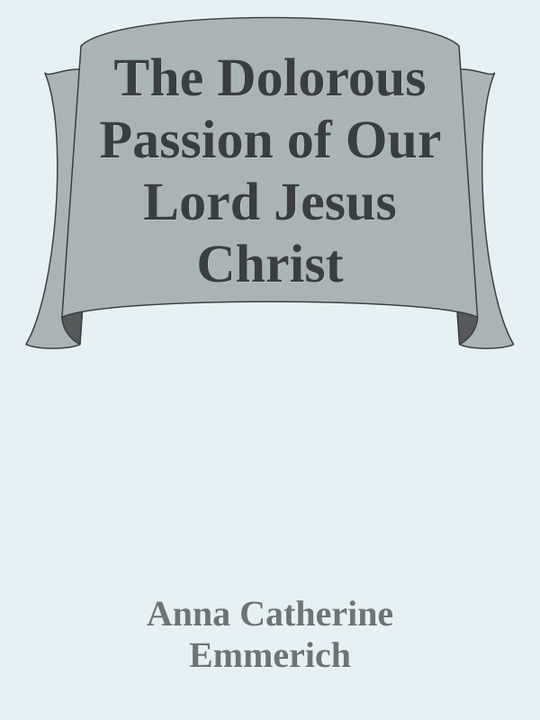 The Dolorous
Passion of Our
Lord Jesus
Christ
Anna Catherine
Emmerich